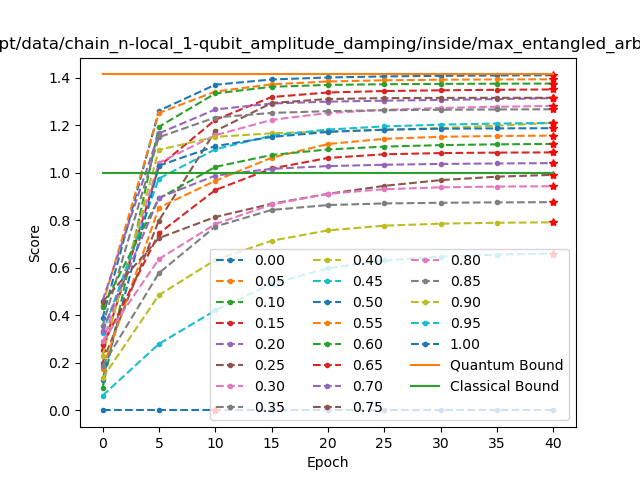 pt/data/chain_n-local_1-qubit_amplitude_damping/inside/max_entangled_arb
Score
1.4
1.2
1.0
0.8
0.6
0.4
0.2
0.0
0.00 0.40 0.80
0.05 0.45 0.85
0.10 0.50 0.90
0.15 0.55 0.95
0.20 0.60 1.00
0.25 0.65 Quantum Bound
0.30 0.70 Classical Bound
0.35 0.75
0 5 10 15 20 25 30 35 40
Epoch